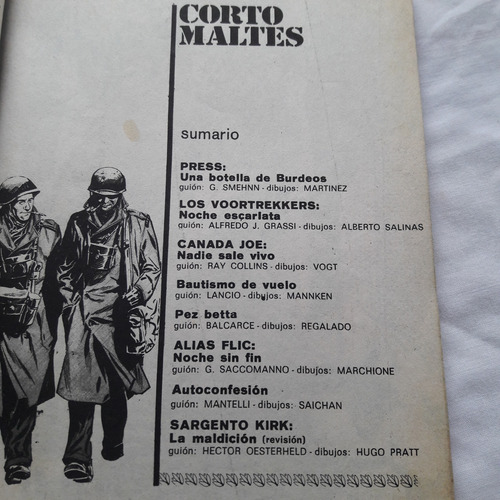 CORTO
MALTES
sumario
PRESS:
Una botella de Burdeos
guión: G. SMEHNN - dibujos: MARTINEZ
LOS VOORTREKKERS:
Noche escarlata
guión: ALFREDO J. GRASSI - dibujos: ALBERTO SALINAS
CANADA JOE:
Nadie sale vivo
guión: RAY COLLINS - dibujos: VOGT
Bautismo de vuelo
guión: LANCIO - dibujos: MANNKEN
Pez betta
guión: BALCARCE - dibujos: REGALADO
ALIAS FLIC:
Noche sin fin
guión: G. SACCOMANNO - dibujos: MARCHIONE
Autoconfesión
guión: MANTELLI - dibujos: SAICHAN
SARGENTO KIRK:
La maldición (revisión)
guión: HECTOR OESTERHELD - dibujos: HUGO PRATT